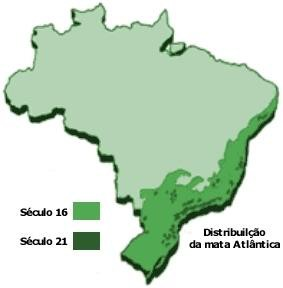 Século 16
Século 21
Distribuilção
da mata Atlântica